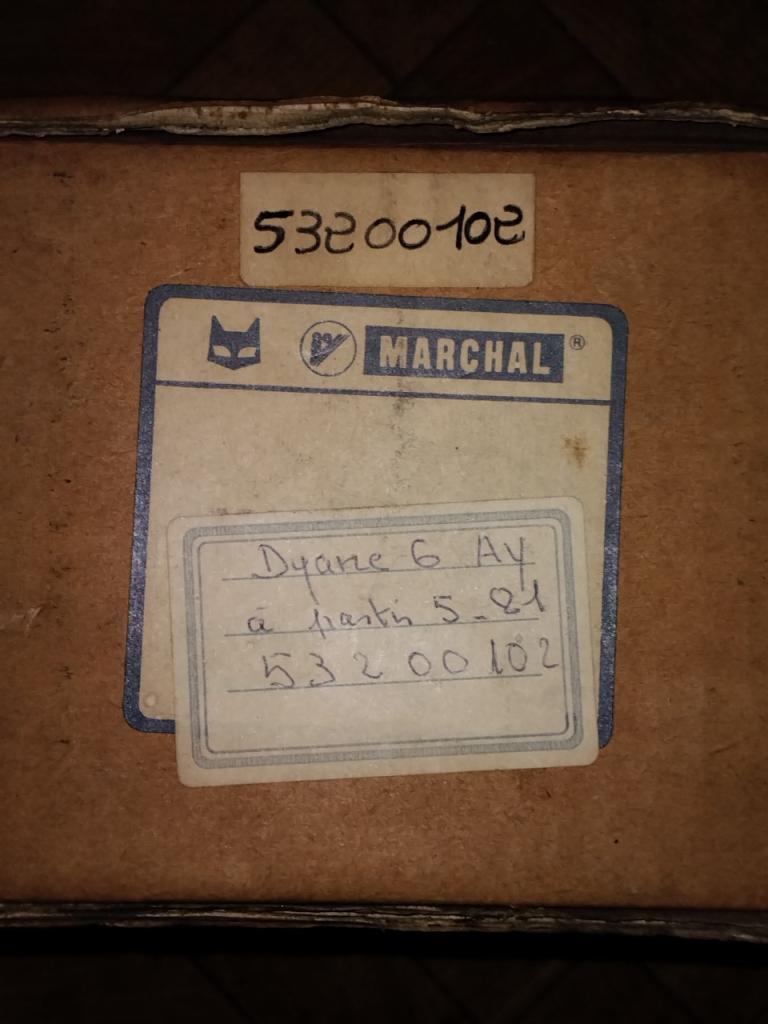 53200102
MARCHAL®
Dyane 6 Ay
à partir 5-81
53200102